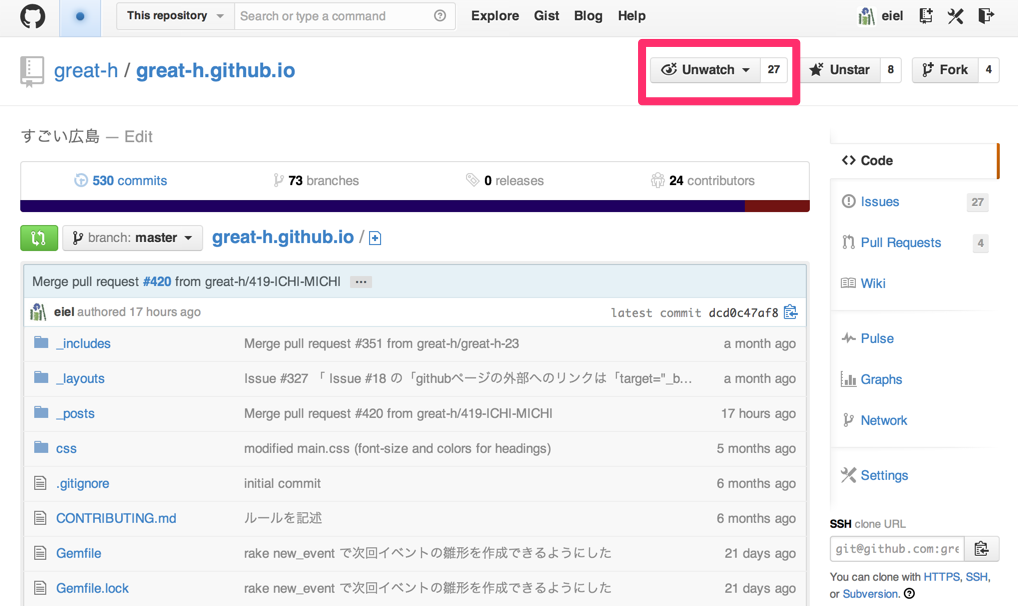 This repository Search or type a command Explore Gist Blog Help eiel
great-h / great-h.github.io Unwatch 27 Unstar 8 Fork 4
すごい広島 — Edit
530 commits 73 branches 0 releases 24 contributors
branch: master great-h.github.io /
Merge pull request #420 from great-h/419-ICHI-MICHI ...
eiel authored 17 hours ago latest commit dcd0c47af8
_includes Merge pull request #351 from great-h/great-h-23 a month ago
_layouts Issue #327 「 Issue #18 の「githubページの外部へのリンクは「target="_b... a month ago
_posts Merge pull request #420 from great-h/419-ICHI-MICHI 17 hours ago
css modified main.css (font-size and colors for headings) 5 months ago
.gitignore initial commit 6 months ago
CONTRIBUTING.md ルールを記述 6 months ago
Gemfile rake new_event で次回イベントの雛形を作成できるようにした 21 days ago
Gemfile.lock rake new_event で次回イベントの雛形を作成できるようにした 21 days ago
Code
Issues 27
Pull Requests 4
Wiki
Pulse
Graphs
Network
Settings
SSH clone URL
git@github.com:gre
You can clone with HTTPS, SSH,
or Subversion.